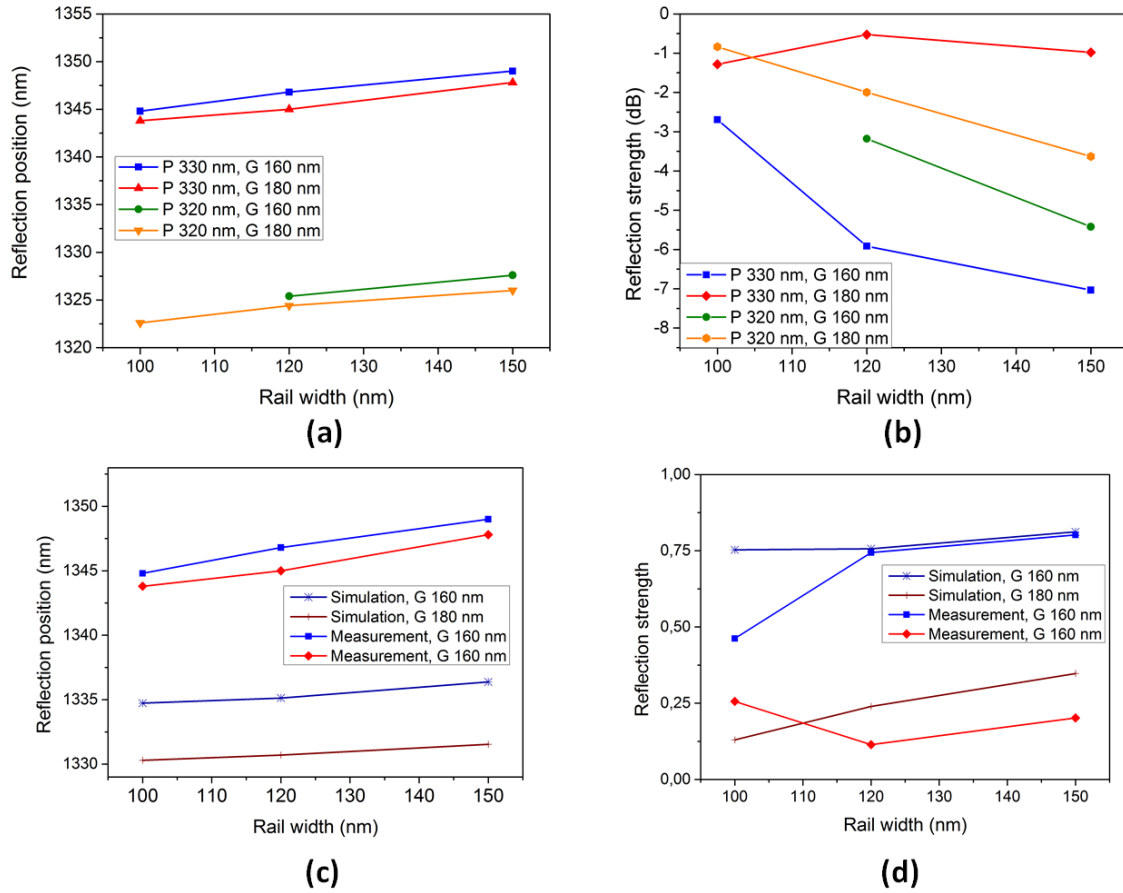 1355
1350
1345
1340
1335
1330
1325
1320
Reflection position (nm)
P 330 nm, G 160 nm
P 330 nm, G 180 nm
P 320 nm, G 160 nm
P 320 nm, G 180 nm
100 110 120 130 140 150
Rail width (nm)
(a)
0
-1
-2
-3
-4
-5
-6
-7
-8
Reflection strength (dB)
P 330 nm, G 160 nm
P 330 nm, G 180 nm
P 320 nm, G 160 nm
P 320 nm, G 180 nm
100 110 120 130 140 150
Rail width (nm)
(b)
1350
1345
1340
1335
1330
Reflection position (nm)
Simulation, G 160 nm
Simulation, G 180 nm
Measurement, G 160 nm
Measurement, G 160 nm
100 110 120 130 140 150
Rail width (nm)
(c)
1,00
0,75
0,50
0,25
0,00
Reflection strength
Simulation, G 160 nm
Simulation, G 180 nm
Measurement, G 160 nm
Measurement, G 160 nm
100 110 120 130 140 150
Rail width (nm)
(d)